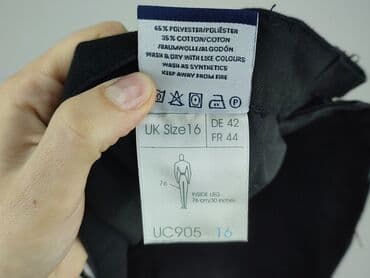 65% POLYESTER/POLIÉSTER
35% COTTON/COTON
/BAUMWOLLE/ALGODÓN
WASH & DRY WITH LIKE COLOURS
WASH AS SYNTHETICS
KEEP AWAY FROM FIRE
P
UK Size16
DE 42
FR 44
76
INSIDE LEG
76 cm/30 inches
UC905 16